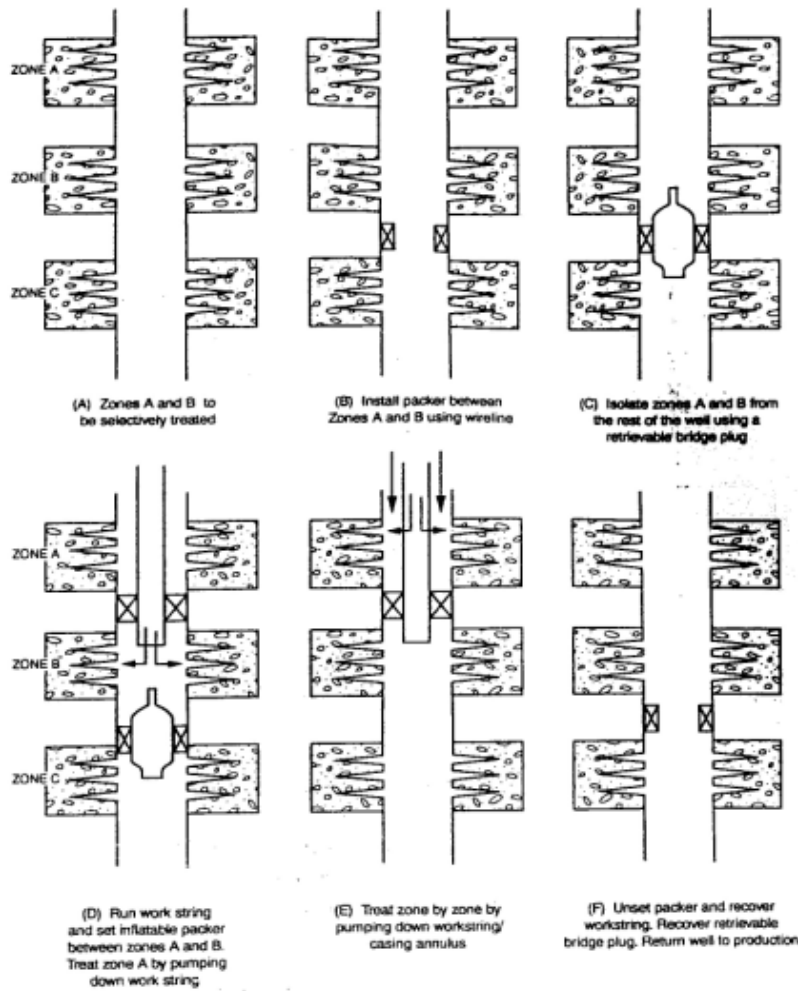 ZONE A
ZONE B
ZONE C
(A) Zones A and B to
be selectively treated
(B) Install packer between
Zones A and B using wireline
(C) Isolate zones A and B from
the rest of the well using a
retrievable bridge plug
ZONE A
ZONE B
ZONE C
(D) Run work string
and set inflatable packer
between zones A and B.
Treat zone A by pumping
down work string
(E) Treat zone by zone by
pumping down workstring/
casing annulus
(F) Unset packer and recover
workstring. Recover retrievable
bridge plug. Return well to production